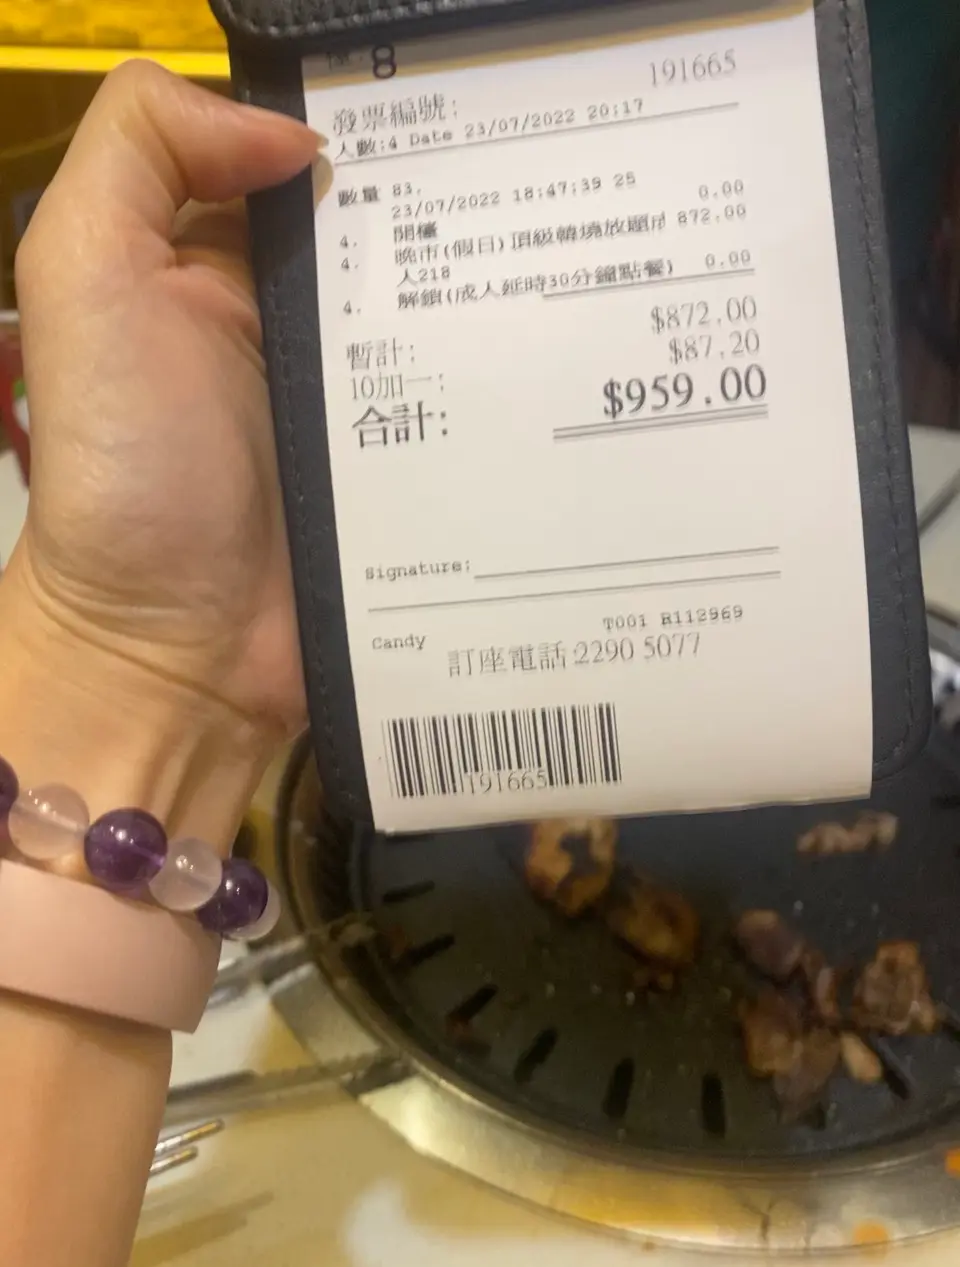 8
發票編號: 191665
人數:4 Date 23/07/2022 20:17
數量 83.
23/07/2022 18:47:39 25
4. 開檯 0.00
4. 晚市(假日)頂級韓燒放題成 872.00
人218
4. 解鎖(成人延時30分鐘點餐) 0.00
暫計: $872.00
10加一: $87.20
合計: $959.00
Signature:
T001 R112969
Candy
訂座電話:2290 5077
191665